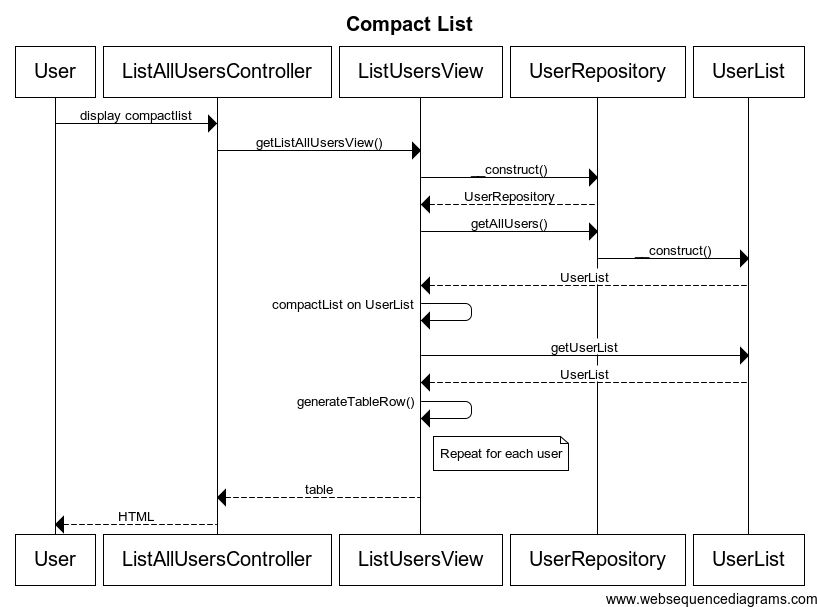 Compact List
User
ListAllUsersController
ListUsersView
UserRepository
UserList
display compactlist
getListAllUsersView()
__construct()
UserRepository
getAllUsers()
__construct()
UserList
compactList on UserList
getUserList
UserList
generateTableRow()
Repeat for each user
table
HTML
User
ListAllUsersController
ListUsersView
UserRepository
UserList
www.websequencediagrams.com